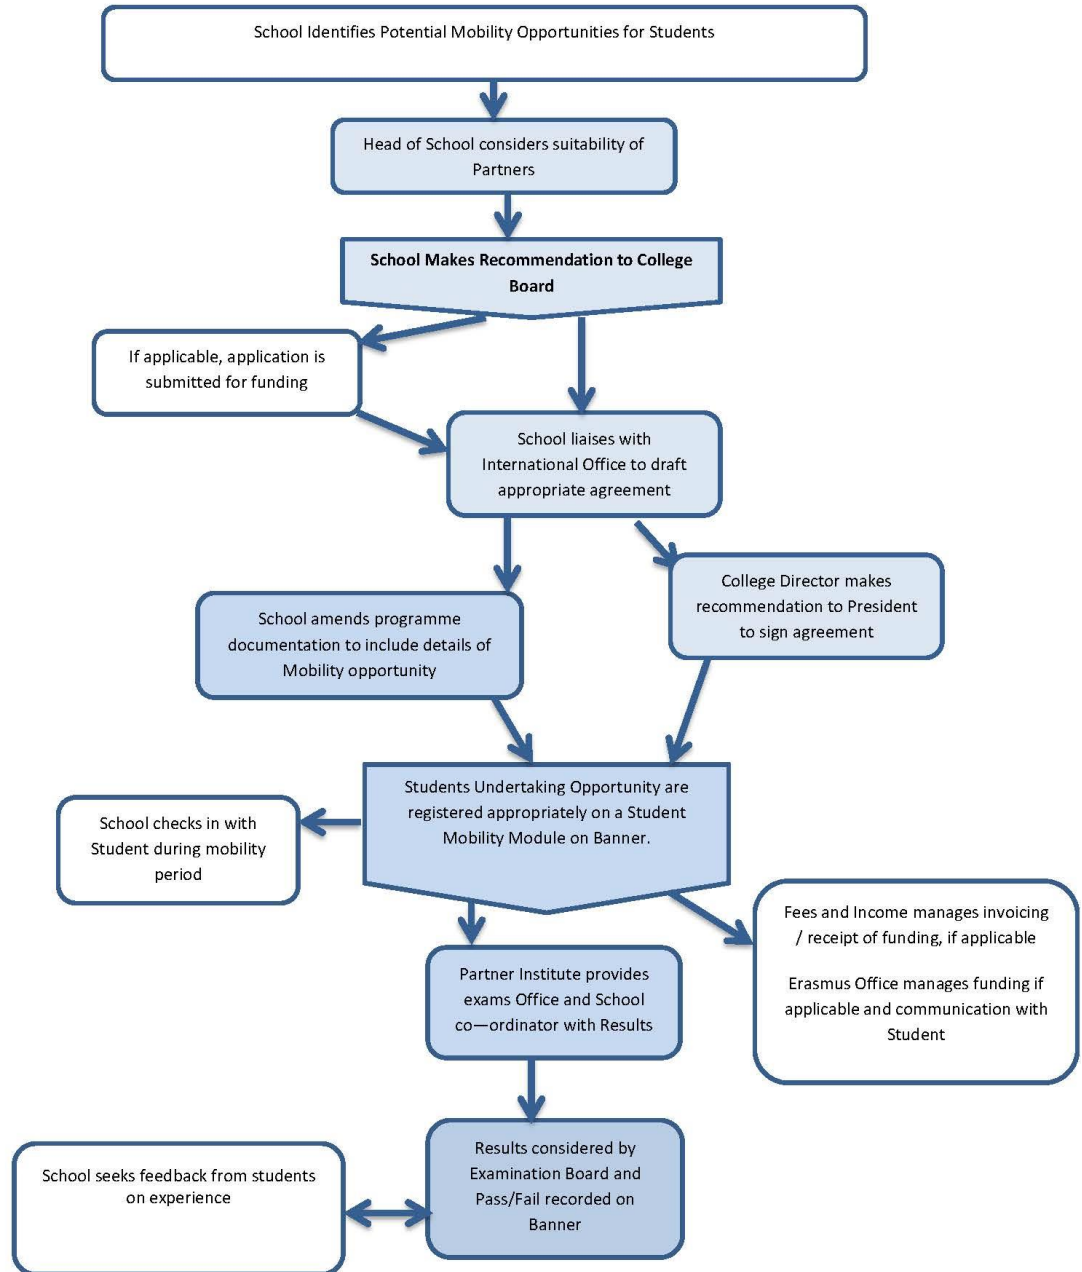 School Identifies Potential Mobility Opportunities for Students
Head of School considers suitability of
Partners
School Makes Recommendation to College
Board
If applicable, application is
submitted for funding
School liaises with
International Office to draft
appropriate agreement
College Director makes
recommendation to President
to sign agreement
School amends programme
documentation to include details of
Mobility opportunity
Students Undertaking Opportunity are
registered appropriately on a Student
Mobility Module on Banner.
School checks in with
Student during mobility
period
Fees and Income manages invoicing
/ receipt of funding, if applicable
Erasmus Office manages funding if
applicable and communication with
Student
Partner Institute provides
exams Office and School
co—ordinator with Results
Results considered by
Examination Board and
Pass/Fail recorded on
Banner
School seeks feedback from students
on experience